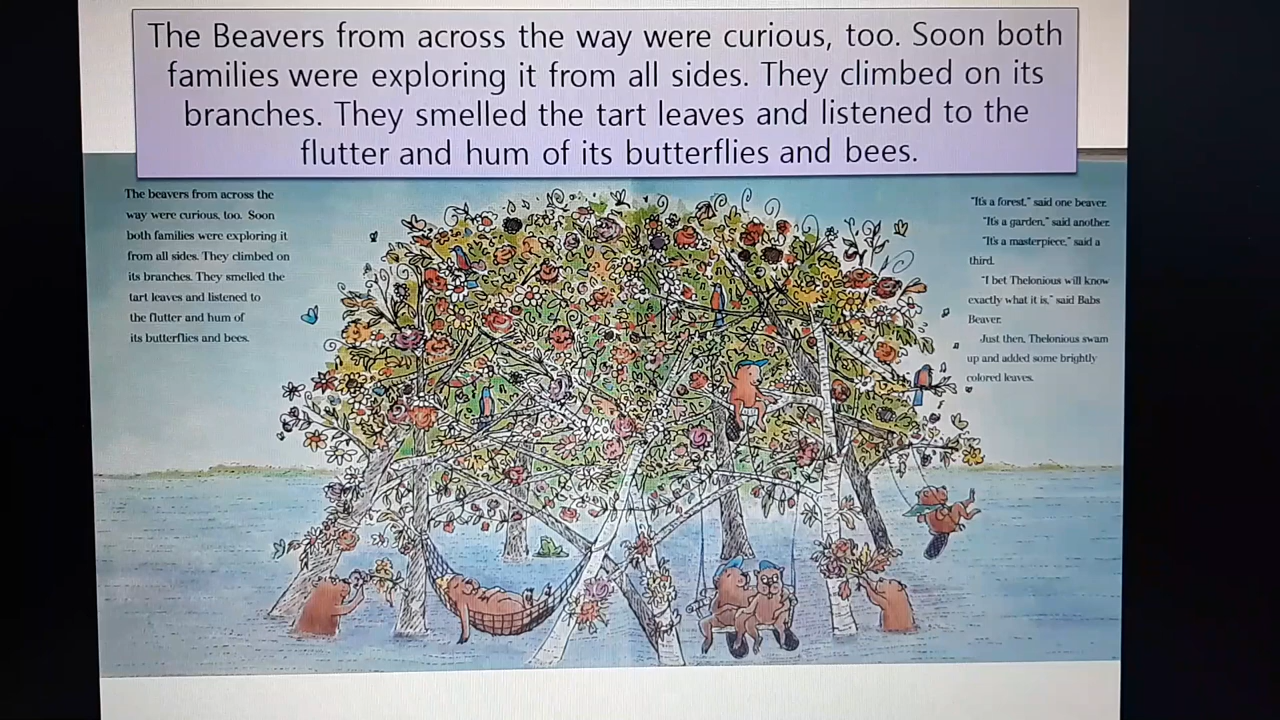 The Beavers from across the way were curious, too. Soon both
families were exploring it from all sides. They climbed on its
branches. They smelled the tart leaves and listened to the
flutter and hum of its butterflies and bees.
The beavers from across the
way were curious, too. Soon
both families were exploring it
from all sides. They climbed on
its branches. They smelled the
tart leaves and listened to
the flutter and hum of
its butterflies and bees.
"It's a forest," said one beaver.
"It's a garden," said another.
"It's a masterpiece," said a
third.
"I bet Thelonious will know
exactly what it is," said Babs
Beaver.
Just then, Thelonious swam
up and added some brightly
colored leaves.